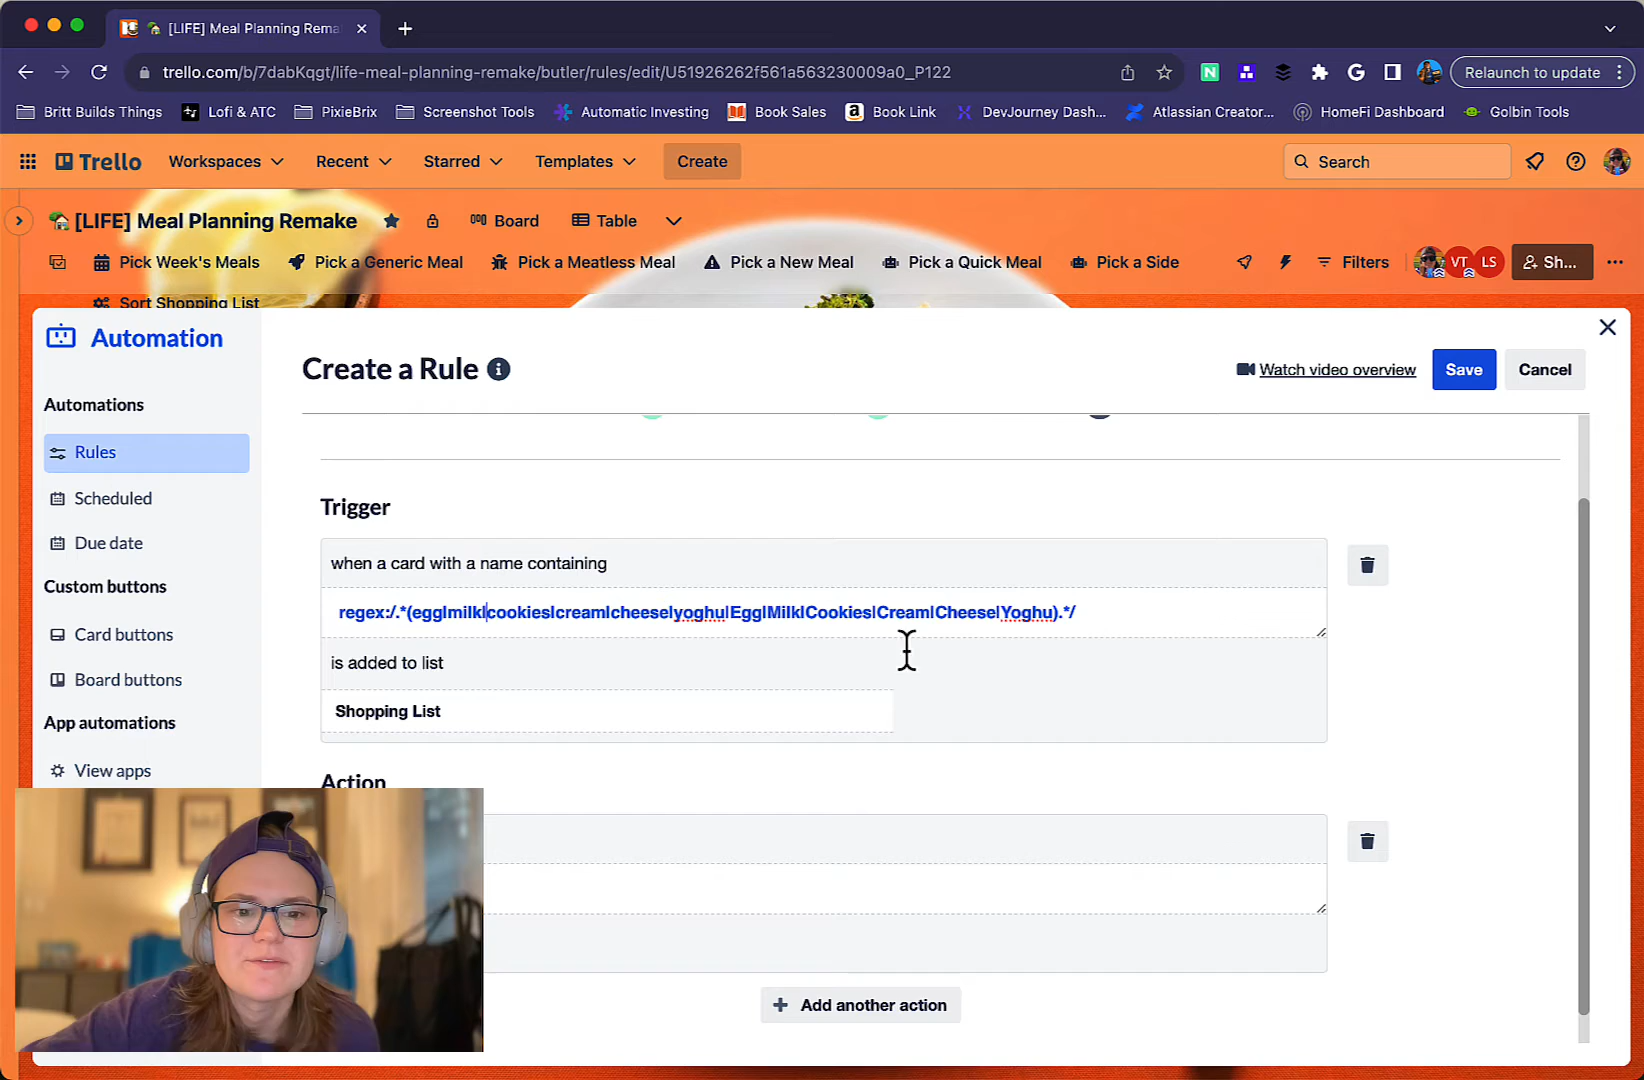 [LIFE] Meal Planning Rema
trello.com/b/7dabKqgt/life-meal-planning-remake/butler/rules/edit/U51926262f561a563230009a0_P122
Relaunch to update
Britt Builds Things
Lofi & ATC
PixieBrix
Screenshot Tools
Automatic Investing
Book Sales
Book Link
DevJourney Dash...
Atlassian Creator...
HomeFi Dashboard
Golbin Tools
Trello
Workspaces
Recent
Starred
Templates
Create
Search
[LIFE] Meal Planning Remake
Board
Table
Pick Week's Meals
Pick a Generic Meal
Pick a Meatless Meal
Pick a New Meal
Pick a Quick Meal
Pick a Side
Filters
VT
LS
Sh...
Sort Shopping List
Automation
Create a Rule
Watch video overview
Save
Cancel
Automations
Rules
Scheduled
Due date
Custom buttons
Card buttons
Board buttons
App automations
View apps
Trigger
when a card with a name containing
regex:/.*(egg|milk|cookies|cream|cheese|yoghu|Egg|Milk|Cookies|Cream|Cheese|Yoghu).*/
is added to list
Shopping List
Action
+ Add another action